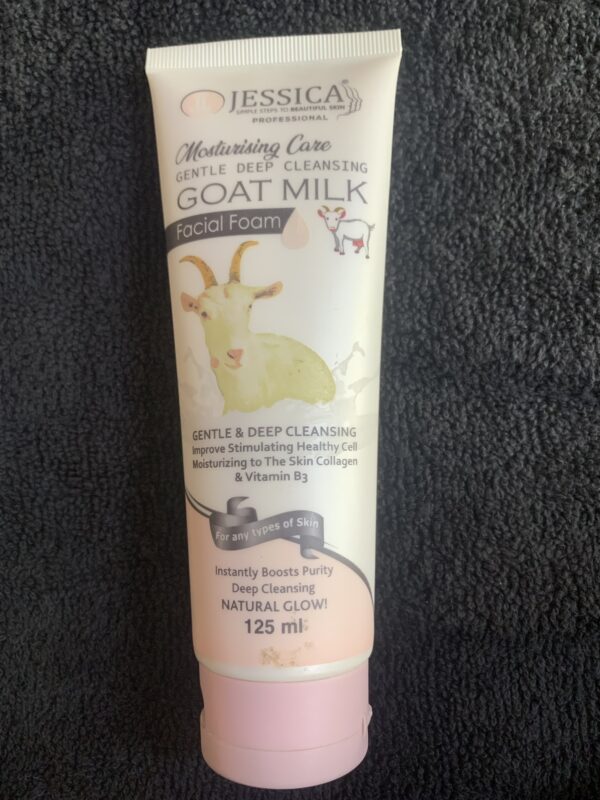 JESSICA
SIMPLE STEPS TO BEAUTIFUL SKIN
PROFESSIONAL
Mosturising Care
GENTLE DEEP CLEANSING
GOAT MILK
Facial Foam
GENTLE & DEEP CLEANSING
Improve Stimulating Healthy Cell
Moisturizing to The Skin Collagen
& Vitamin B3
For any types of Skin
Instantly Boosts Purity
Deep Cleansing
NATURAL GLOW!
125 ml